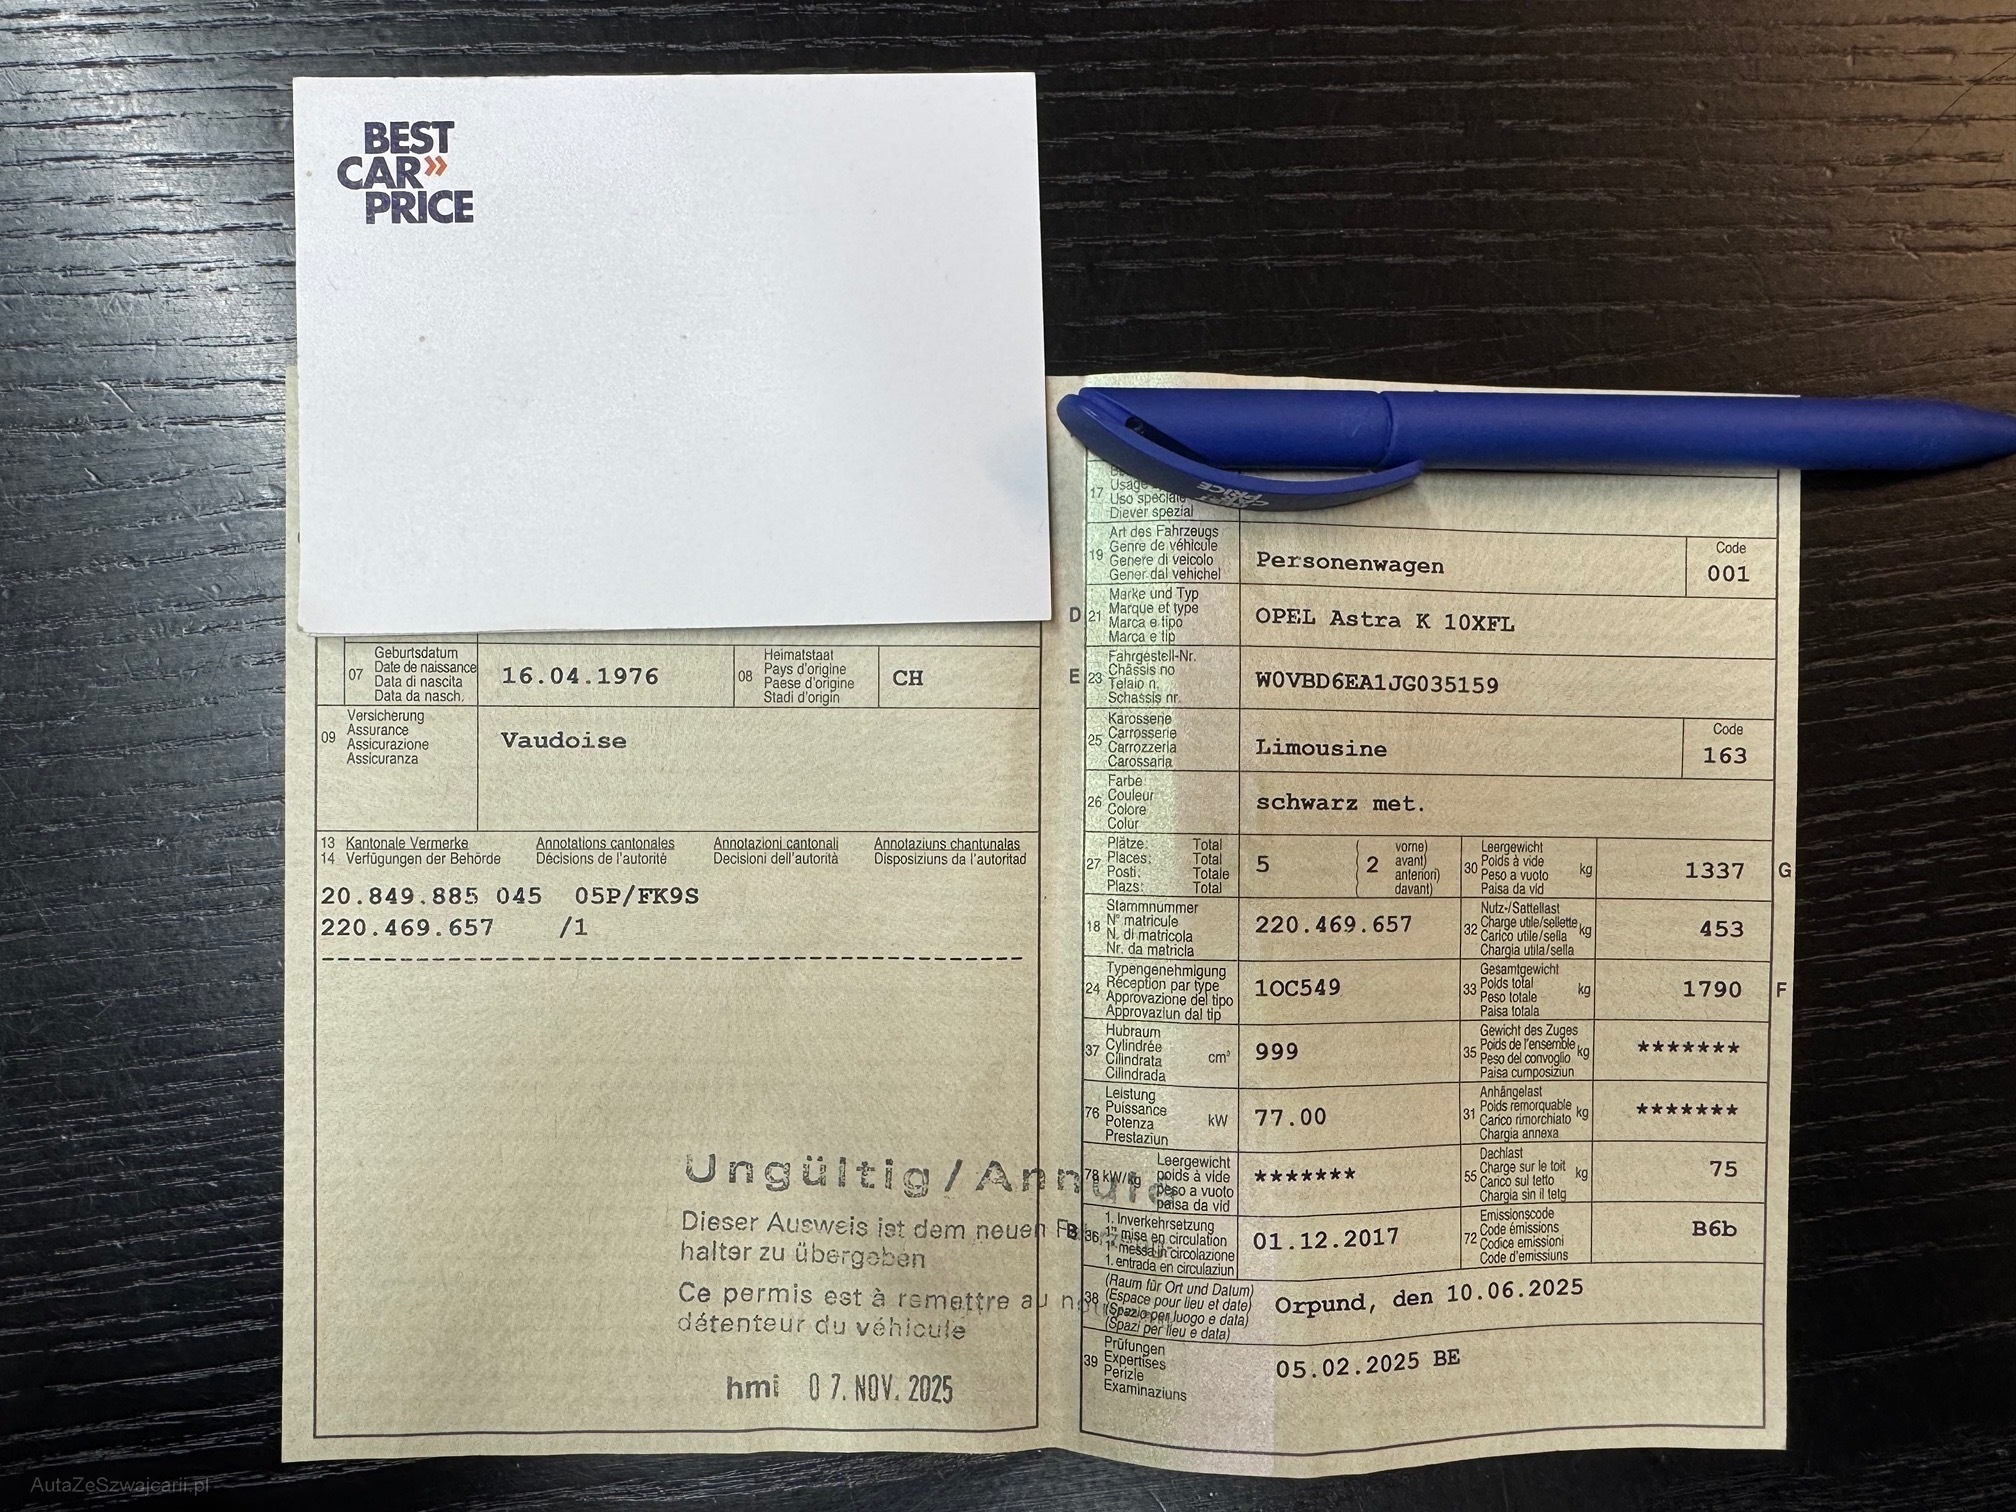 BEST
CAR»
PRICE
07 Geburtsdatum
Date de naissance
Data di nascita
Data da nasch.
16.04.1976
08 Heimatstaat
Pays d'origine
Paese d'origine
Stadi d'origin
CH
09 Versicherung
Assurance
Assicurazione
Assicuranza
Vaudoise
13 Kantonale Vermerke Annotations cantonales Annotazioni cantonali Annotaziuns chantunalas
14 Verfügungen der Behörde Décisions de l'autorité Decisioni dell'autorità Disposiziuns da l'autoritad
20.849.885 045 05P/FK9S
220.469.657 /1
Ungültig/Annulé
Dieser Ausweis ist dem neuen
halter zu übergeben
Ce permis est à remettre au
détenteur du véhicule
hmi 07. NOV. 2025
17 Usage
Uso speciale
Diever spezial
BEST
CAR
PRICE
19 Art des Fahrzeugs
Genre de véhicule
Genere di veicolo
Gener dal vehichel
Personenwagen
Code
001
D 21 Marke und Typ
Marque et type
Marca e tipo
Marca e tip
OPEL Astra K 10XFL
E 23 Fahrgestell-Nr.
Châssis no
Telaio n.
Schassis nr.
W0VBD6EA1JG035159
25 Karosserie
Carrosserie
Carrozzeria
Carossaria
Limousine
Code
163
26 Farbe
Couleur
Colore
Colur
schwarz met.
27 Plätze: Total
Places: Total
Posti: Totale
Plazs: Total
5 ( 2 vorne)
avant)
anteriori)
davant)
30 Leergewicht
Poids à vide kg
Peso a vuoto
Paisa da vid
1337 G
18 Stammnummer
N° matricule
N. di matricola
Nr. da matricla
220.469.657
32 Nutz-/Sattellast
Charge utile/sellette kg
Carico utile/sella
Chargia utila/sella
453
24 Typengenehmigung
Réception par type
Approvazione del tipo
Approvaziun dal tip
1OC549
33 Gesamtgewicht
Poids total kg
Peso totale
Paisa totala
1790 F
37 Hubraum
Cylindrée
Cilindrata cm³
Cilindrada
999
35 Gewicht des Zuges
Poids de l'ensemble kg
Peso del convoglio
Paisa cumposiziun
*******
76 Leistung
Puissance
Potenza kW
Prestaziun
77.00
31 Anhängelast
Poids remorquable kg
Carico rimorchiato
Chargia annexa
*******
78 kW/kg Leergewicht
poids à vide
peso a vuoto
paisa da vid
*******
55 Dachlast
Charge sur le toit kg
Carico sul tetto
Chargia sin il tetg
75
B 36 1. Inverkehrsetzung
1re mise en circulation
1a messa in circolazione
1. entrada en circulaziun
01.12.2017
72 Emissionscode
Code émissions
Codice emissioni
Code d'emissiuns
B6b
38 (Raum für Ort und Datum)
(Espace pour lieu et date)
(Spazio per luogo e data)
(Spazi per lieu e data)
Orpund, den 10.06.2025
39 Prüfungen
Expertises
Perizie
Examinaziuns
05.02.2025 BE
AutaZeSzwajcarii.pl